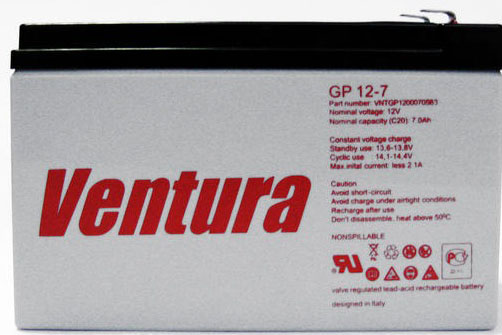 Ventura
GP 12-7
Part number: VNTGP1200070S83
Nominal voltage: 12V
Nominal capacity (C20): 7.0Ah
Constant voltage charge
Standby use: 13,6-13,8V
Cyclic use : 14,1-14,4V
Max.inital current: less 2.1A
Caution
Avoid short-circuit
Avoid charge under airtight conditions
Recharge after use
Don't disassemble, heat above 50ºC
NONSPILLABLE
Pb
valve regulated lead-acid rechargeable battery
designed in Italy